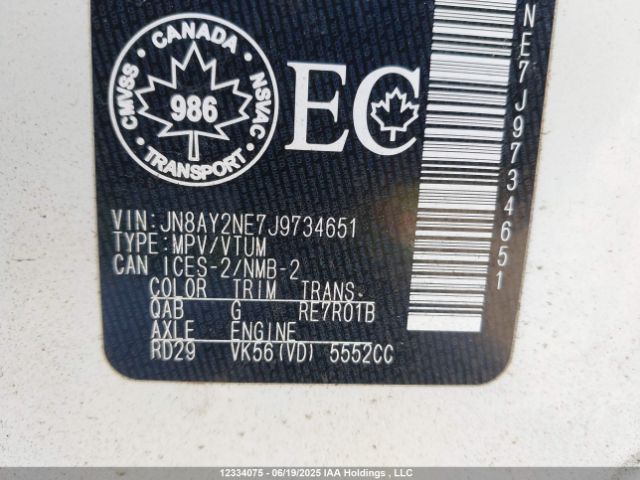 CANADA
CMVSS NSVAC
986
TRANSPORT
EC
NE7J9734651
VIN:JN8AY2NE7J9734651
TYPE:MPV/VTUM
CAN ICES-2/NMB-2
COLOR TRIM TRANS.
QAB G RE7R01B
AXLE ENGINE
RD29 VK56(VD) 5552CC
12334075 - 06/19/2025 IAA Holdings , LLC